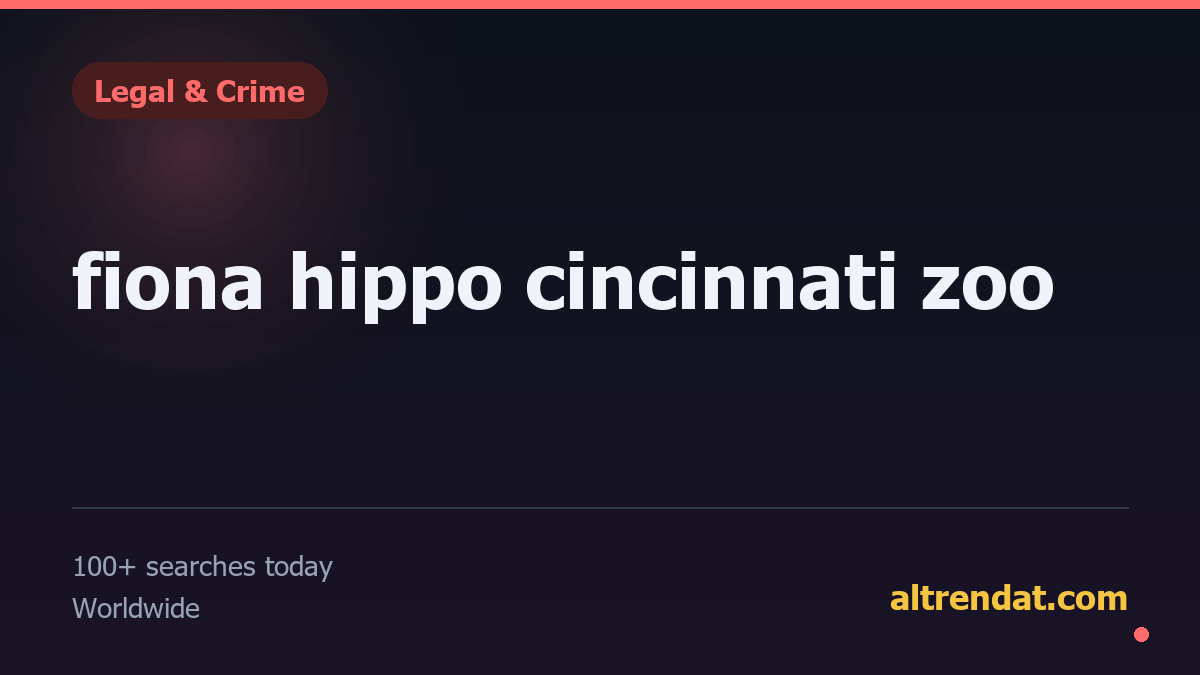 Legal & Crime
fiona hippo cincinnati zoo
100+ searches today
Worldwide
altrendat.com